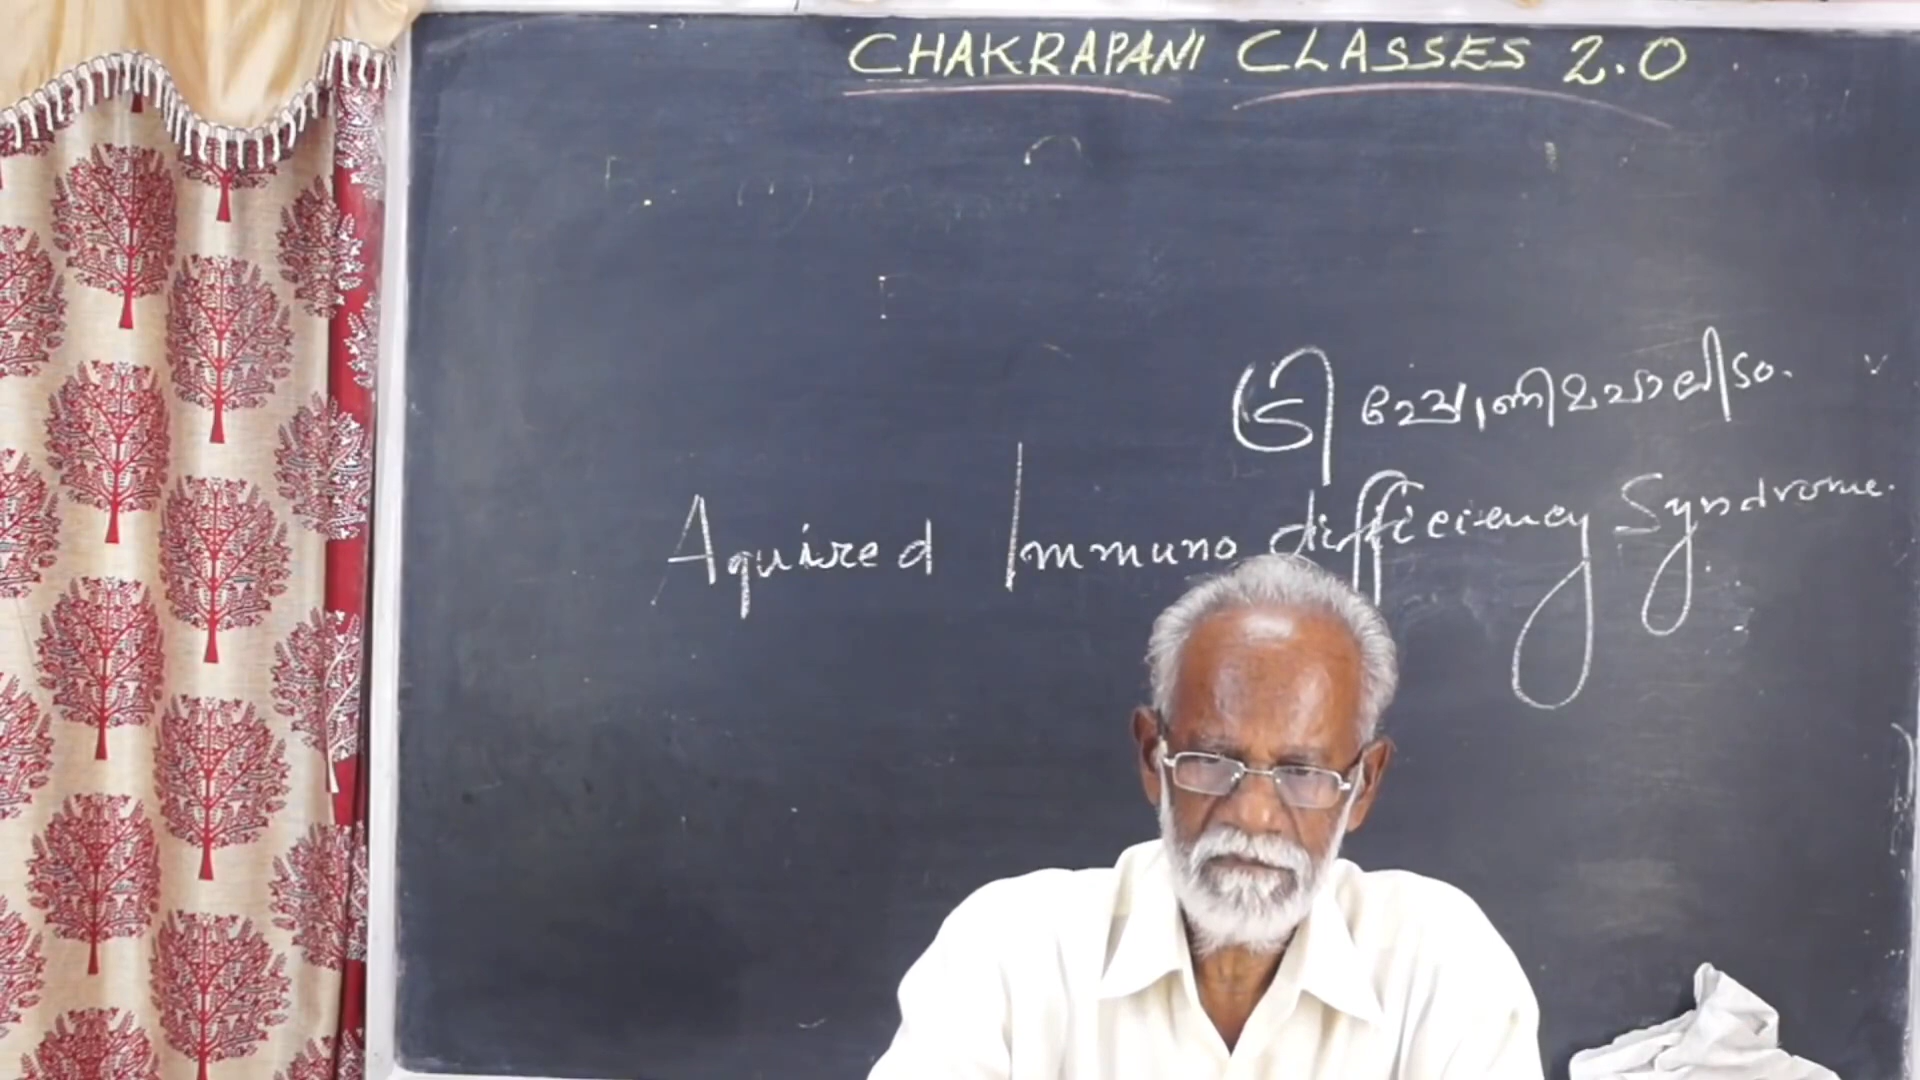 CHAKRAPANI CLASSES 2.0
ശ്രീ
Aquired Immuno difficiency Syndrome.